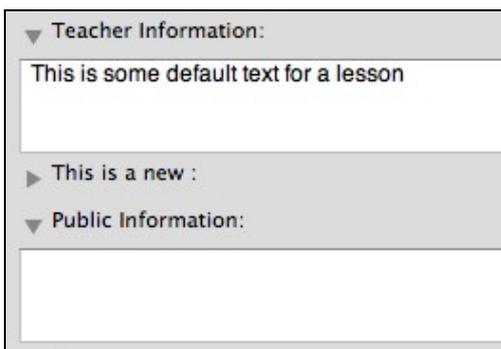 Teacher Information:
This is some default text for a lesson
This is a new :
Public Information: